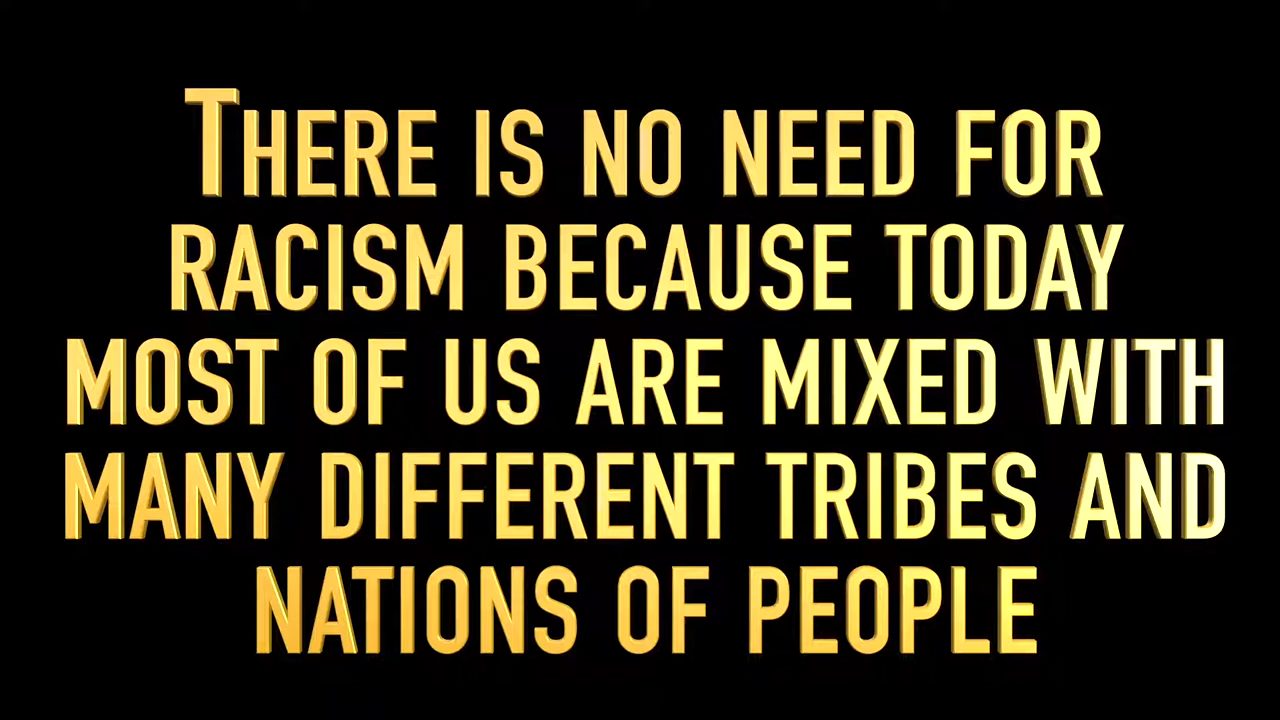 There is no need for
racism because today
most of us are mixed with
many different tribes and
nations of people